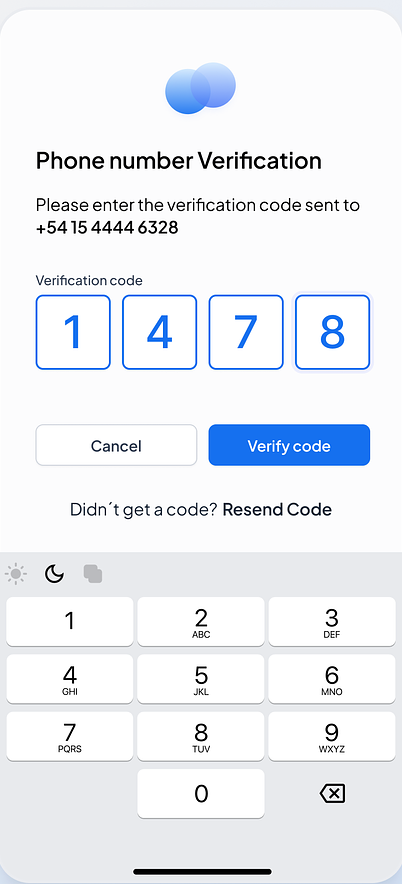 Phone number Verification
Please enter the verification code sent to
+54 15 4444 6328
Verification code
1 4 7 8
Cancel Verify code
Didn´t get a code? Resend Code
1 2 3
ABC DEF
4 5 6
GHI JKL MNO
7 8 9
PQRS TUV WXYZ
0